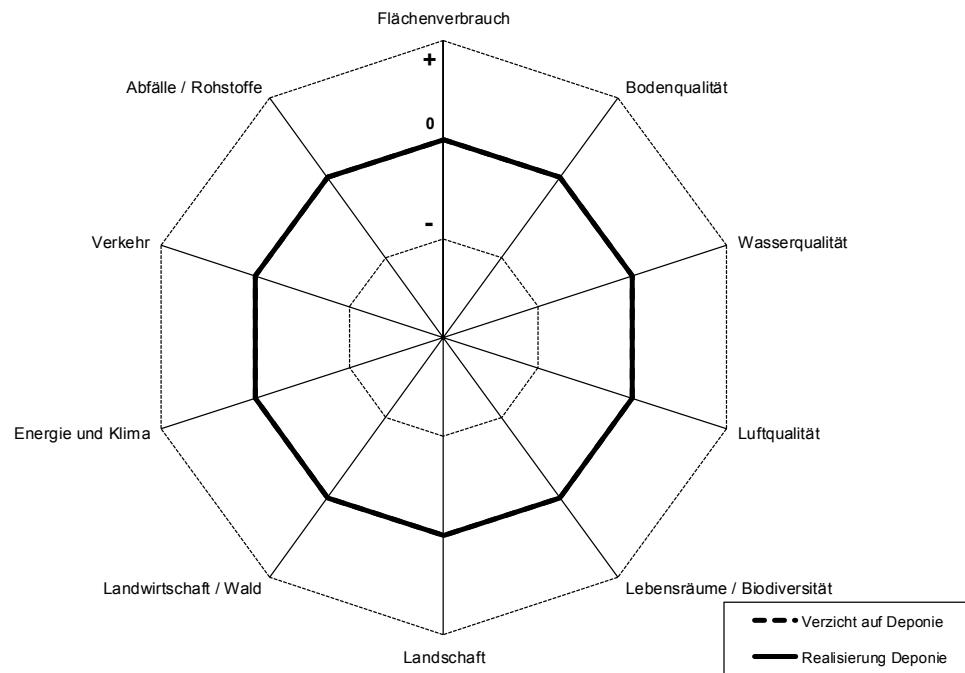 Flächenverbrauch
+
Abfälle / Rohstoffe
Bodenqualität
0
-
Verkehr
Wasserqualität
Energie und Klima
Luftqualität
Landwirtschaft / Wald
Lebensräume / Biodiversität
Landschaft
Verzicht auf Deponie
Realisierung Deponie